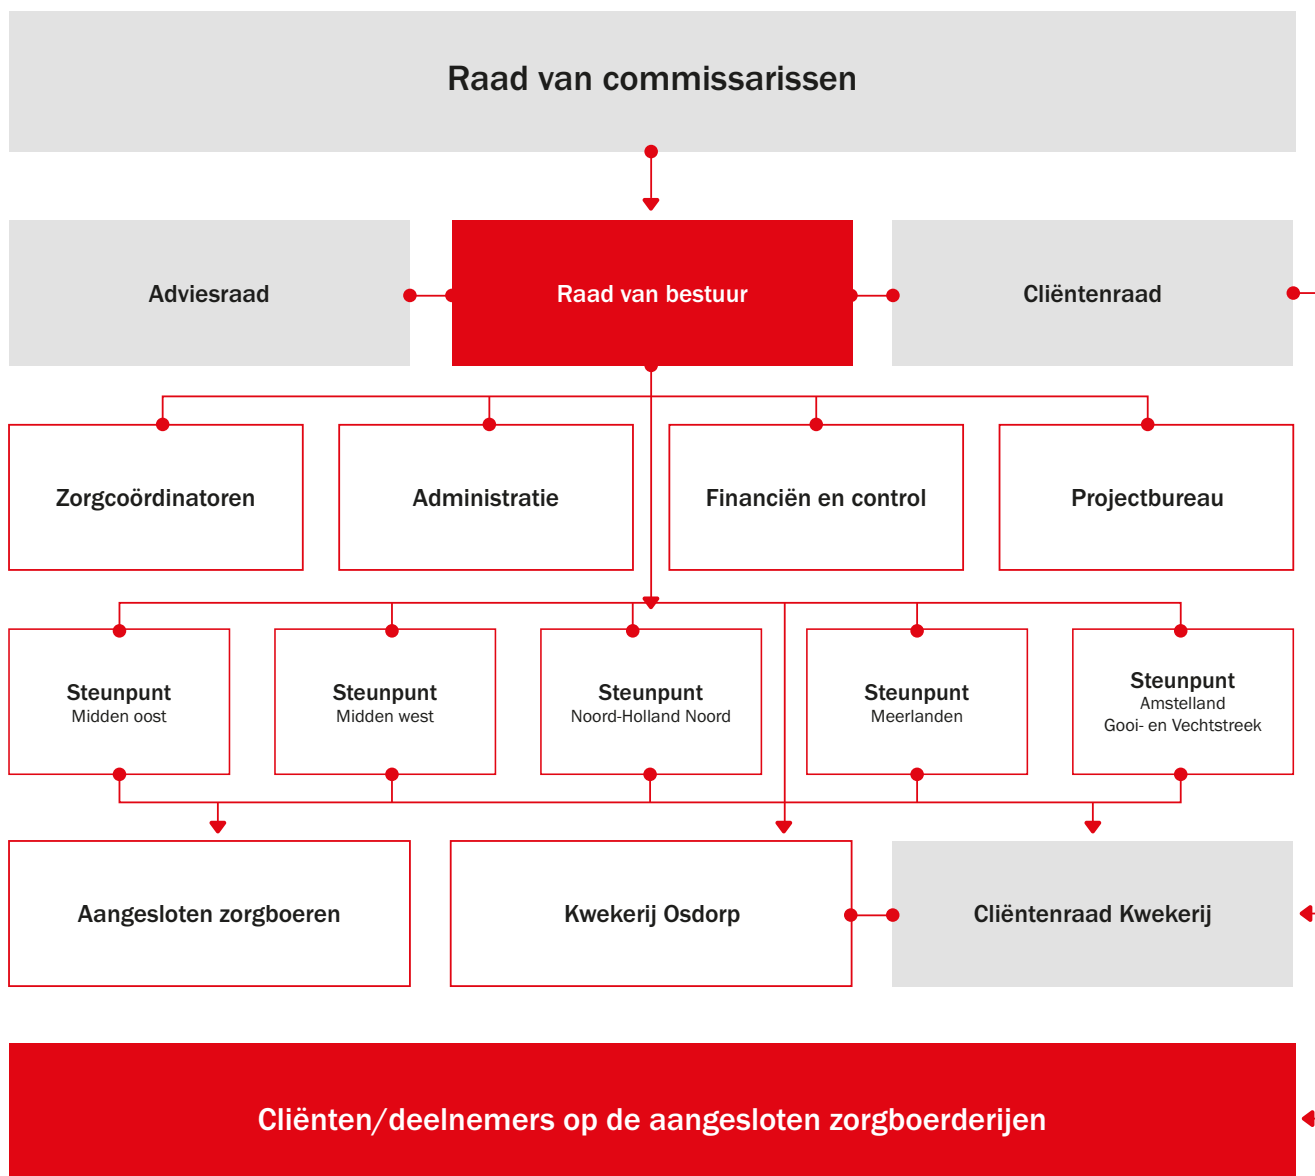 Raad van commissarissen
Adviesraad
Raad van bestuur
Cliëntenraad
Zorgcoördinatoren
Administratie
Financiën en control
Projectbureau
Steunpunt
Midden oost
Steunpunt
Midden west
Steunpunt
Noord-Holland Noord
Steunpunt
Meerlanden
Steunpunt
Amstelland
Gooi- en Vechtstreek
Aangesloten zorgboeren
Kwekerij Osdorp
Cliëntenraad Kwekerij
Cliënten/deelnemers op de aangesloten zorgboerderijen